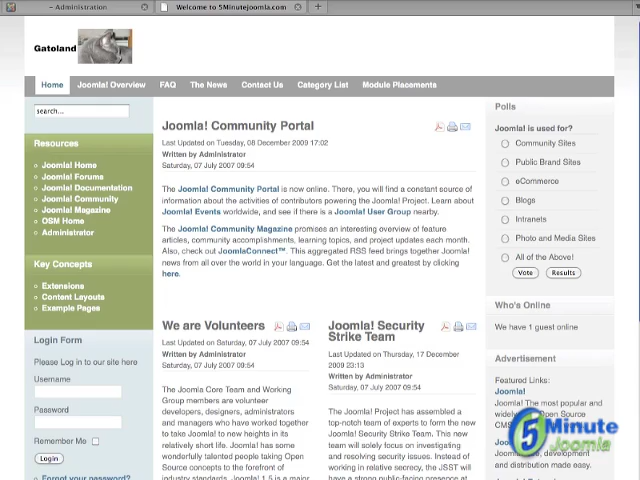 - Administration
Welcome to 5Minutejoomla.com
Gatoland
Home Joomla! Overview FAQ The News Contact Us Category List Module Placements
search...
Resources
Joomla! Home
Joomla! Forums
Joomla! Documentation
Joomla! Community
Joomla! Magazine
OSM Home
Administrator
Key Concepts
Extensions
Content Layouts
Example Pages
Login Form
Please Log in to our site here
Username
Password
Remember Me
Login
Forgot your password?
Joomla! Community Portal
Last Updated on Tuesday, 08 December 2009 17:02
Written by Administrator
Saturday, 07 July 2007 09:54
The Joomla! Community Portal is now online. There, you will find a constant source of
information about the activities of contributors powering the Joomla! Project. Learn about
Joomla! Events worldwide, and see if there is a Joomla! User Group nearby.
The Joomla! Community Magazine promises an interesting overview of feature
articles, community accomplishments, learning topics, and project updates each month.
Also, check out JoomlaConnect™. This aggregated RSS feed brings together Joomla!
news from all over the world in your language. Get the latest and greatest by clicking
here.
We are Volunteers
Last Updated on Saturday, 07 July 2007 09:54
Written by Administrator
Saturday, 07 July 2007 09:54
The Joomla Core Team and Working
Group members are volunteer
developers, designers, administrators
and managers who have worked together
to take Joomla! to new heights in its
relatively short life. Joomla! has some
wonderfully talented people taking Open
Source concepts to the forefront of
industry standards. Joomla! 1.5 is a major
Joomla! Security
Strike Team
Last Updated on Thursday, 17 December
2009 23:13
Written by Administrator
Saturday, 07 July 2007 09:54
The Joomla! Project has assembled a
top-notch team of experts to form the new
Joomla! Security Strike Team. This new
team will solely focus on investigating
and resolving security issues. Instead of
working in relative secrecy, the JSST will
have a strong public-facing presence at
Polls
Joomla! is used for?
Community Sites
Public Brand Sites
eCommerce
Blogs
Intranets
Photo and Media Sites
All of the Above!
Vote Results
Who's Online
We have 1 guest online
Advertisement
Featured Links:
Joomla!
Joomla! The most popular and
widely Open Source
CMS
development and
distribution made easy.
5 Minute
Joomla